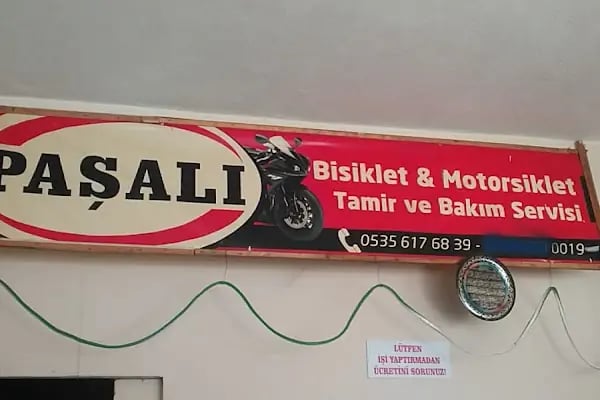 PAŞALI
Bisiklet & Motorsiklet
Tamir ve Bakım Servisi
0535 617 68 39 - 0019
LÜTFEN
İŞİ YAPTIRMADAN
ÜCRETİNİ SORUNUZ!